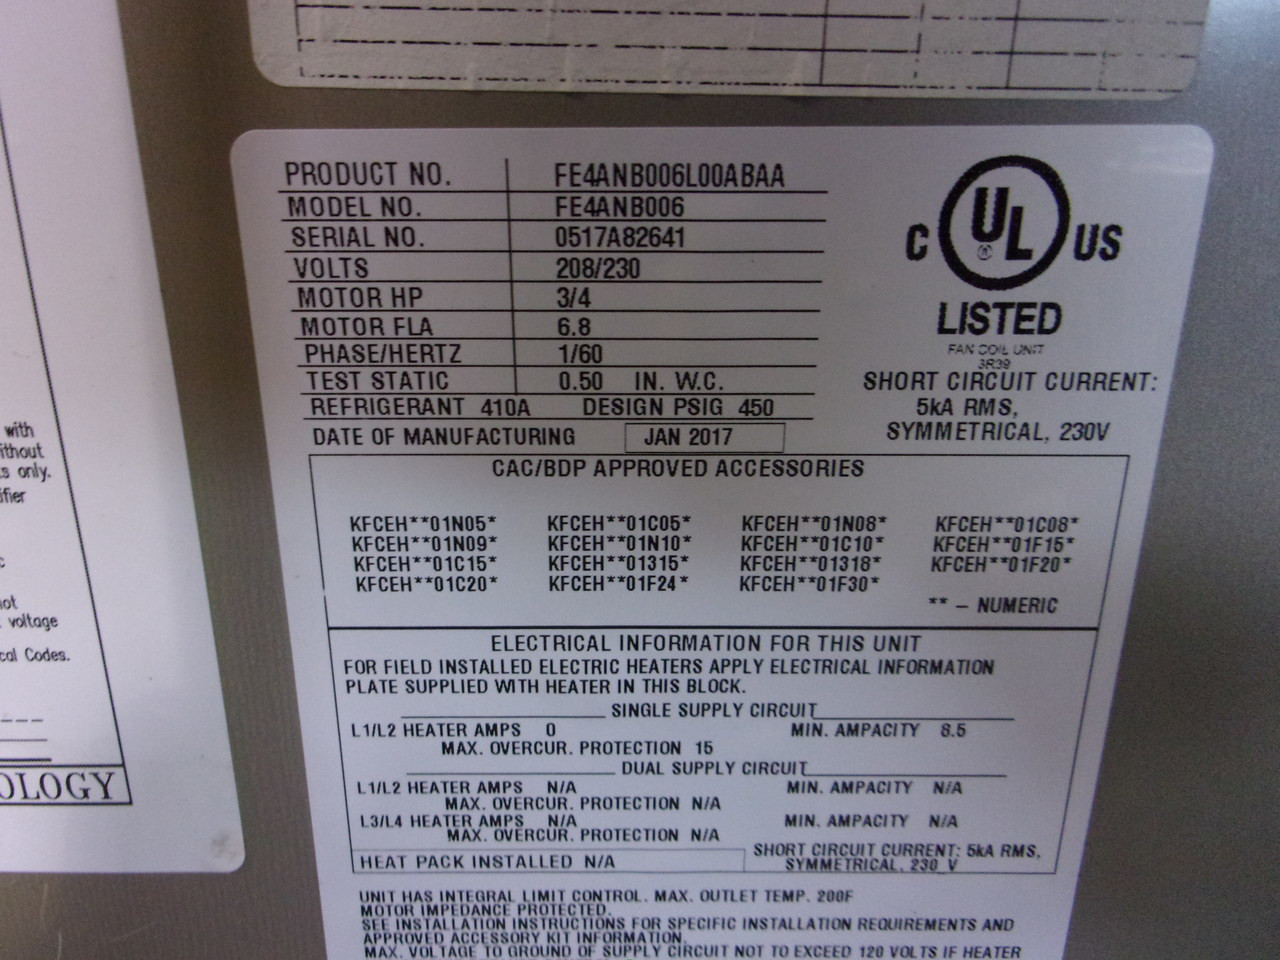 PRODUCT NO. FE4ANB006L00ABAA
MODEL NO. FE4ANB006
SERIAL NO. 0517A82641
VOLTS 208/230
MOTOR HP 3/4
MOTOR FLA 6.8
PHASE/HERTZ 1/60
TEST STATIC 0.50 IN. W.C.
REFRIGERANT 410A DESIGN PSIG 450
DATE OF MANUFACTURING JAN 2017
C UL ® US
LISTED
FAN COIL UNIT
3R39
SHORT CIRCUIT CURRENT:
5kA RMS,
SYMMETRICAL, 230V
CAC/BDP APPROVED ACCESSORIES
KFCEH**01N05* KFCEH**01C05* KFCEH**01N08* KFCEH**01C08*
KFCEH**01N09* KFCEH**01N10* KFCEH**01C10* KFCEH**01F15*
KFCEH**01C15* KFCEH**01315* KFCEH**01318* KFCEH**01F20*
KFCEH**01C20* KFCEH**01F24* KFCEH**01F30*
** - NUMERIC
ELECTRICAL INFORMATION FOR THIS UNIT
FOR FIELD INSTALLED ELECTRIC HEATERS APPLY ELECTRICAL INFORMATION
PLATE SUPPLIED WITH HEATER IN THIS BLOCK.
SINGLE SUPPLY CIRCUIT
L1/L2 HEATER AMPS 0 MIN. AMPACITY 8.5
MAX. OVERCUR. PROTECTION 15
DUAL SUPPLY CIRCUIT
L1/L2 HEATER AMPS N/A MIN. AMPACITY N/A
MAX. OVERCUR. PROTECTION N/A
L3/L4 HEATER AMPS N/A MIN. AMPACITY N/A
MAX. OVERCUR. PROTECTION N/A
HEAT PACK INSTALLED N/A
SHORT CIRCUIT CURRENT: 5kA RMS,
SYMMETRICAL, 230 V
UNIT HAS INTEGRAL LIMIT CONTROL. MAX. OUTLET TEMP. 200F
MOTOR IMPEDANCE PROTECTED.
SEE INSTALLATION INSTRUCTIONS FOR SPECIFIC INSTALLATION REQUIREMENTS AND
APPROVED ACCESSORY KIT INFORMATION.
MAX. VOLTAGE TO GROUND OF SUPPLY CIRCUIT NOT TO EXCEED 120 VOLTS IF HEATER
with
ithout
s only.
ifier
c
not
voltage
cal Codes.
OLOGY